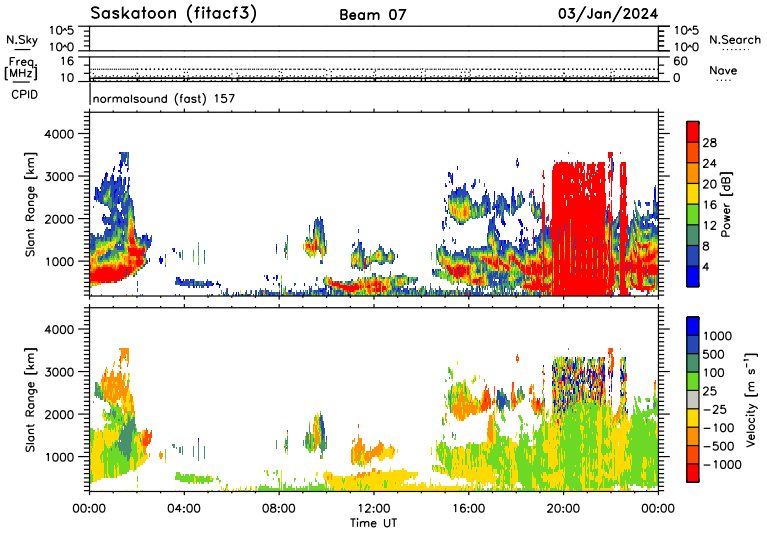 Saskatoon (fitacf3) Beam 07 03/Jan/2024
N.Sky 10^5 10^0 10^5 10^0 N.Search
Freq. [MHz] 16 10 60 0 Nave
CPID normalsound (fast) 157
Slant Range [km] 4000 3000 2000 1000
Power [dB] 28 24 20 16 12 8 4
Slant Range [km] 4000 3000 2000 1000
Velocity [m s⁻¹] 1000 500 100 25 −25 −100 −500 −1000
00:00 04:00 08:00 12:00 16:00 20:00 00:00
Time UT